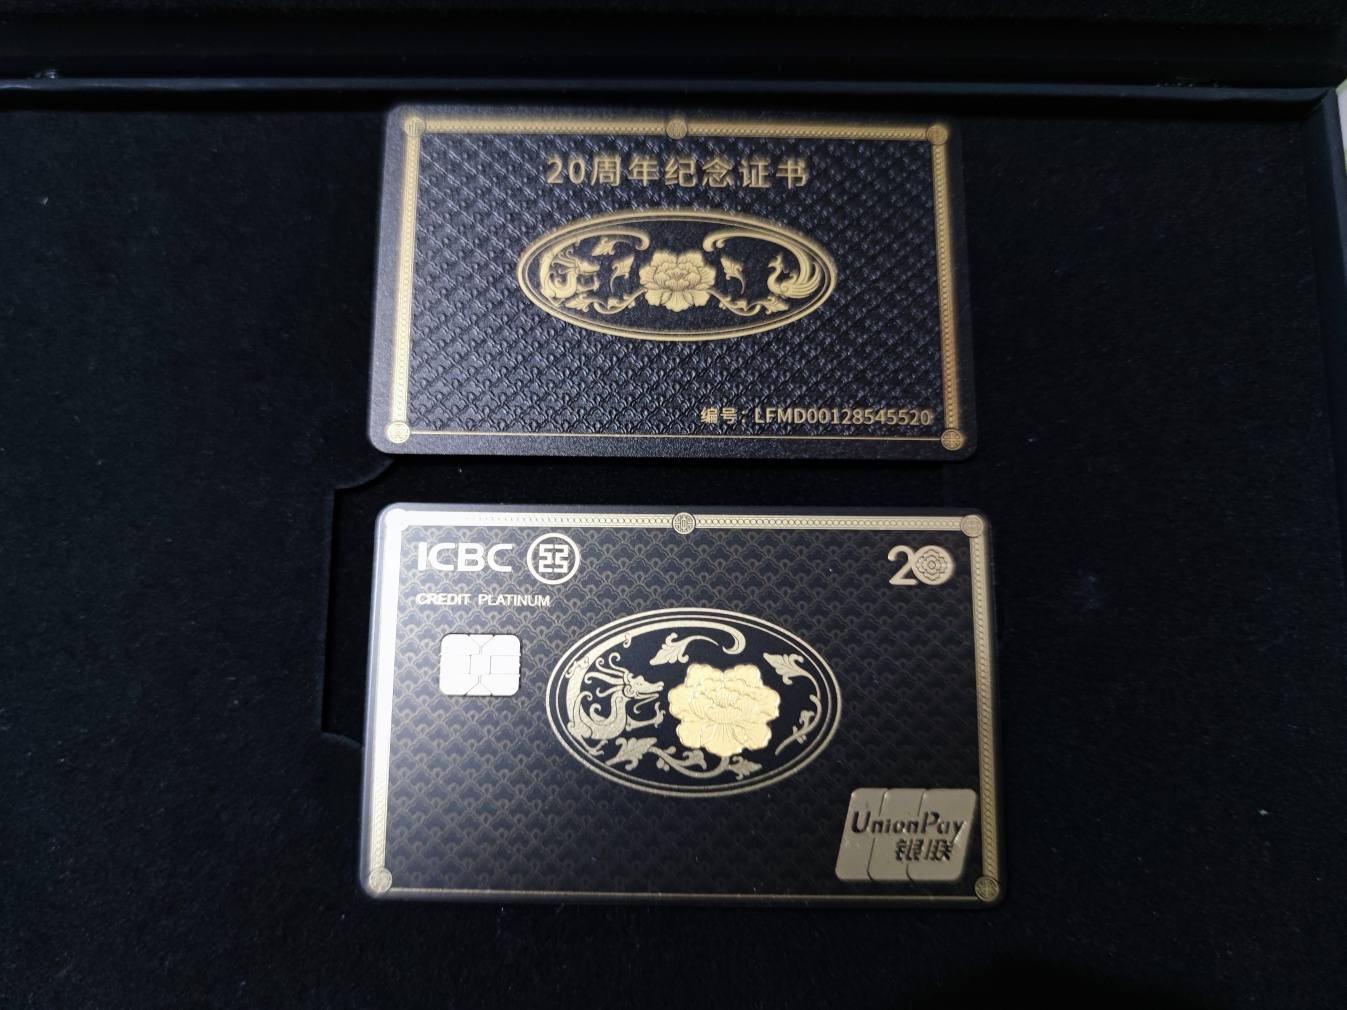 20周年纪念证书
编号：LFMD00128545520
ICBC
20
CREDIT PLATINUM
UnionPay
银联